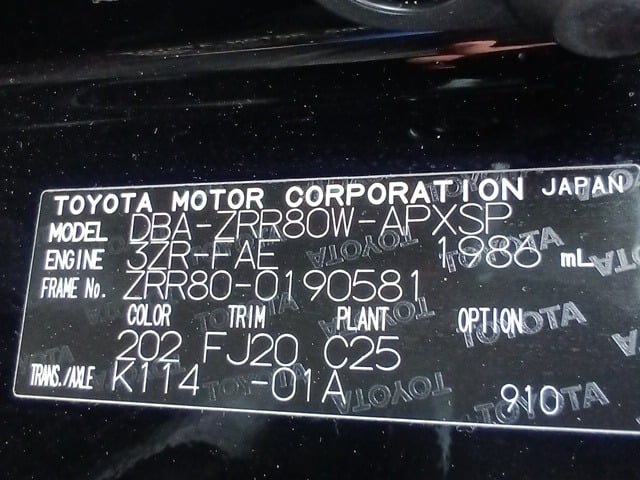 TOYOTA MOTOR CORPORATION JAPAN
MODEL DBA-ZRR80W-APXSP
ENGINE 3ZR-FAE 1986 mL
FRAME No. ZRR80-0190581
COLOR TRIM PLANT OPTION
202 FJ20 C25
TRANS./AXLE K114 -01A 910